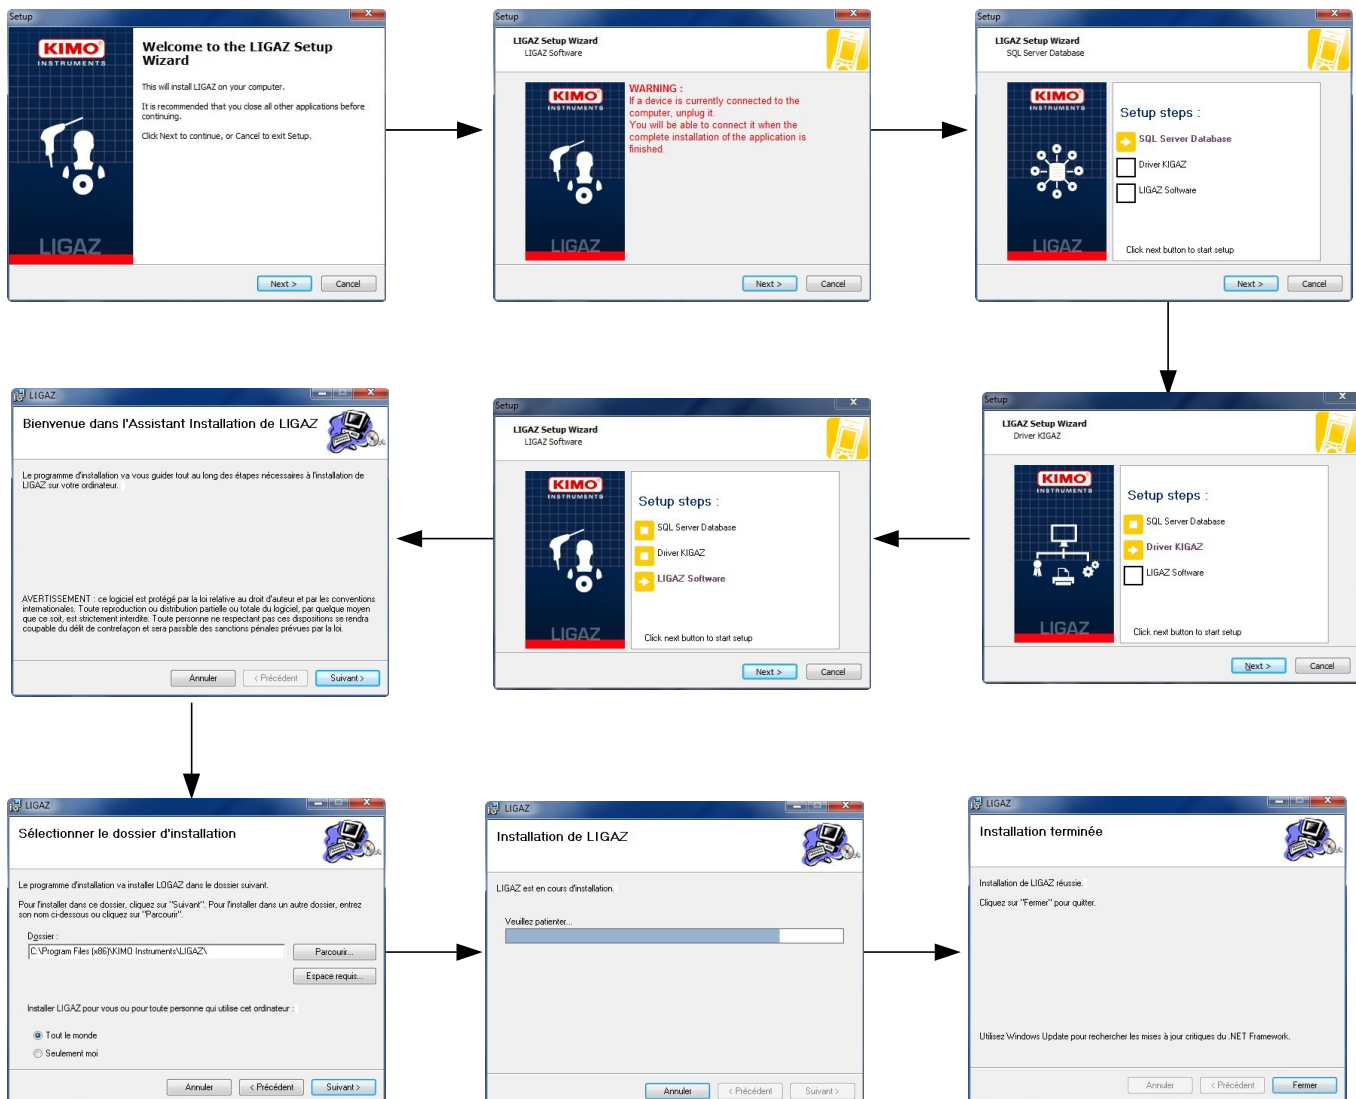 Setup
KIMO
INSTRUMENTS
LIGAZ
Welcome to the LIGAZ Setup
Wizard
This will install LIGAZ on your computer.
It is recommended that you close all other applications before
continuing.
Click Next to continue, or Cancel to exit Setup.
Next >
Cancel
Setup
LIGAZ Setup Wizard
LIGAZ Software
KIMO
INSTRUMENTS
LIGAZ
WARNING :
If a device is currently connected to the
computer, unplug it.
You will be able to connect it when the
complete installation of the application is
finished.
Next >
Cancel
Setup
LIGAZ Setup Wizard
SQL Server Database
KIMO
INSTRUMENTS
LIGAZ
Setup steps :
SQL Server Database
Driver KIGAZ
LIGAZ Software
Click next button to start setup
Next >
Cancel
Setup
LIGAZ Setup Wizard
Driver KIGAZ
KIMO
INSTRUMENTS
LIGAZ
Setup steps :
SQL Server Database
Driver KIGAZ
LIGAZ Software
Click next button to start setup
Next >
Cancel
Setup
LIGAZ Setup Wizard
LIGAZ Software
KIMO
INSTRUMENTS
LIGAZ
Setup steps :
SQL Server Database
Driver KIGAZ
LIGAZ Software
Click next button to start setup
Next >
Cancel
LIGAZ
Bienvenue dans l'Assistant Installation de LIGAZ
Le programme d'installation va vous guider tout au long des étapes nécessaires à l'installation de
LIGAZ sur votre ordinateur.
AVERTISSEMENT : ce logiciel est protégé par la loi relative au droit d'auteur et par les conventions
internationales. Toute reproduction ou distribution partielle ou totale du logiciel, par quelque moyen
que ce soit, est strictement interdite. Toute personne ne respectant pas ces dispositions se rendra
coupable du délit de contrefaçon et sera passible des sanctions pénales prévues par la loi.
Annuler
< Précédent
Suivant >
LIGAZ
Sélectionner le dossier d'installation
Le programme d'installation va installer LOGAZ dans le dossier suivant.
Pour l'installer dans ce dossier, cliquez sur "Suivant". Pour l'installer dans un autre dossier, entrez
son nom ci-dessous ou cliquez sur "Parcourir".
Dossier :
C:\Program Files (x86)\KIMO Instruments\LIGAZ\
Parcourir...
Espace requis...
Installer LIGAZ pour vous ou pour toute personne qui utilise cet ordinateur :
Tout le monde
Seulement moi
Annuler
< Précédent
Suivant >
LIGAZ
Installation de LIGAZ
LIGAZ est en cours d'installation.
Veuillez patienter...
Annuler
< Précédent
Suivant >
LIGAZ
Installation terminée
Installation de LIGAZ réussie.
Cliquez sur "Fermer" pour quitter.
Utilisez Windows Update pour rechercher les mises à jour critiques du .NET Framework.
Annuler
< Précédent
Fermer